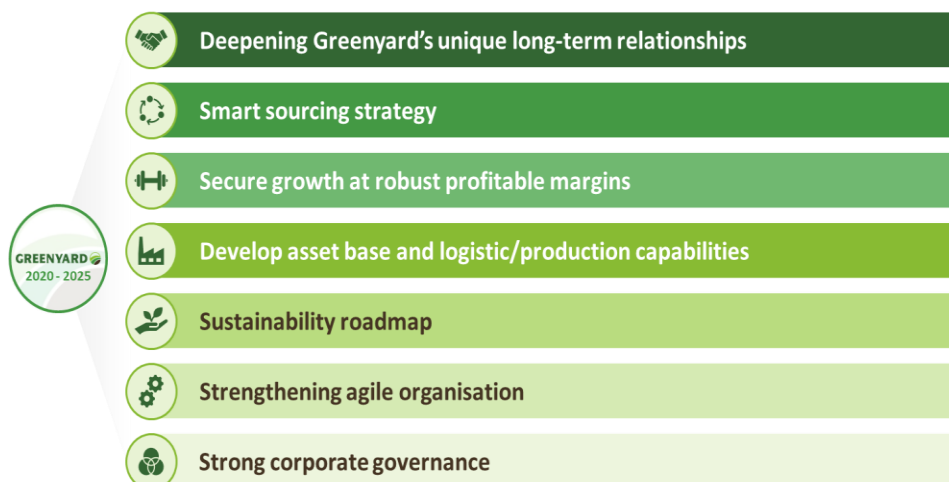 Deepening Greenyard's unique long-term relationships
Smart sourcing strategy
Secure growth at robust profitable margins
GREENYARD
2020 - 2025
Develop asset base and logistic/production capabilities
Sustainability roadmap
Strengthening agile organisation
Strong corporate governance